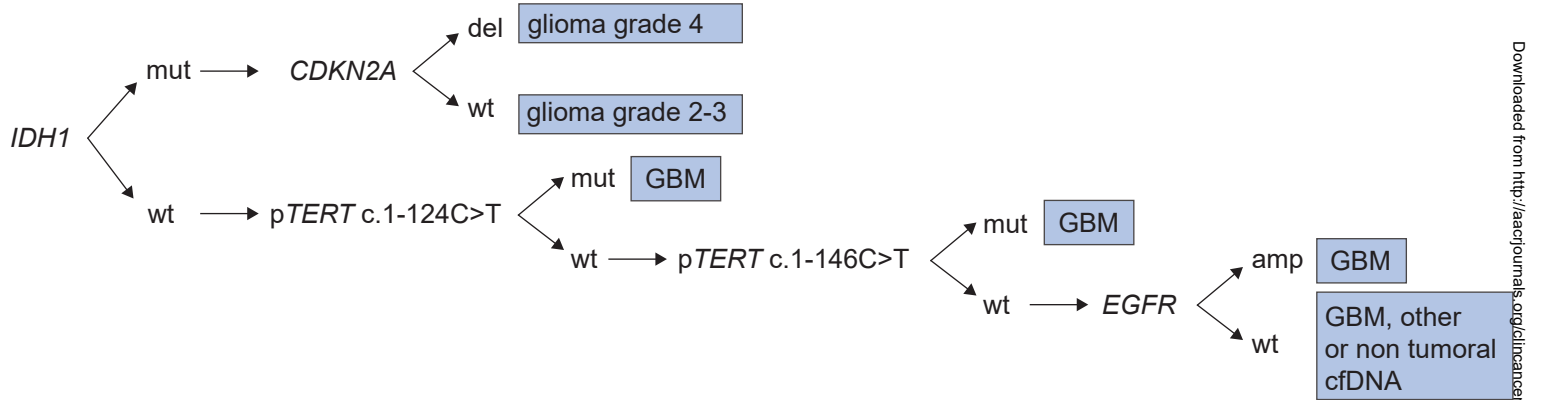 del
glioma grade 4
mut
CDKN2A
wt
glioma grade 2-3
IDH1
mut
GBM
wt
pTERT c.1-124C>T
mut
GBM
wt
pTERT c.1-146C>T
amp
GBM
wt
EGFR
GBM, other
or non tumoral
cfDNA
wt
Downloaded from http://aacrjournals.org/clincancer